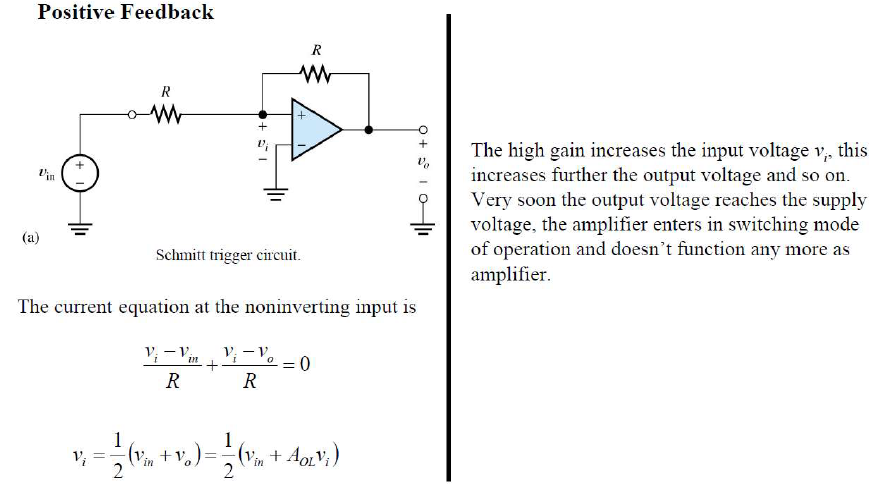 Positive Feedback
R
R
+
+
v_i
−
−
v_in
+
−
+
v_o
−
(a)
Schmitt trigger circuit.
The current equation at the noninverting input is
(v_i − v_in)/R + (v_i − v_o)/R = 0
v_i = 1/2 (v_in + v_o) = 1/2 (v_in + A_OL v_i)
The high gain increases the input voltage v_i, this
increases further the output voltage and so on.
Very soon the output voltage reaches the supply
voltage, the amplifier enters in switching mode
of operation and doesn't function any more as
amplifier.